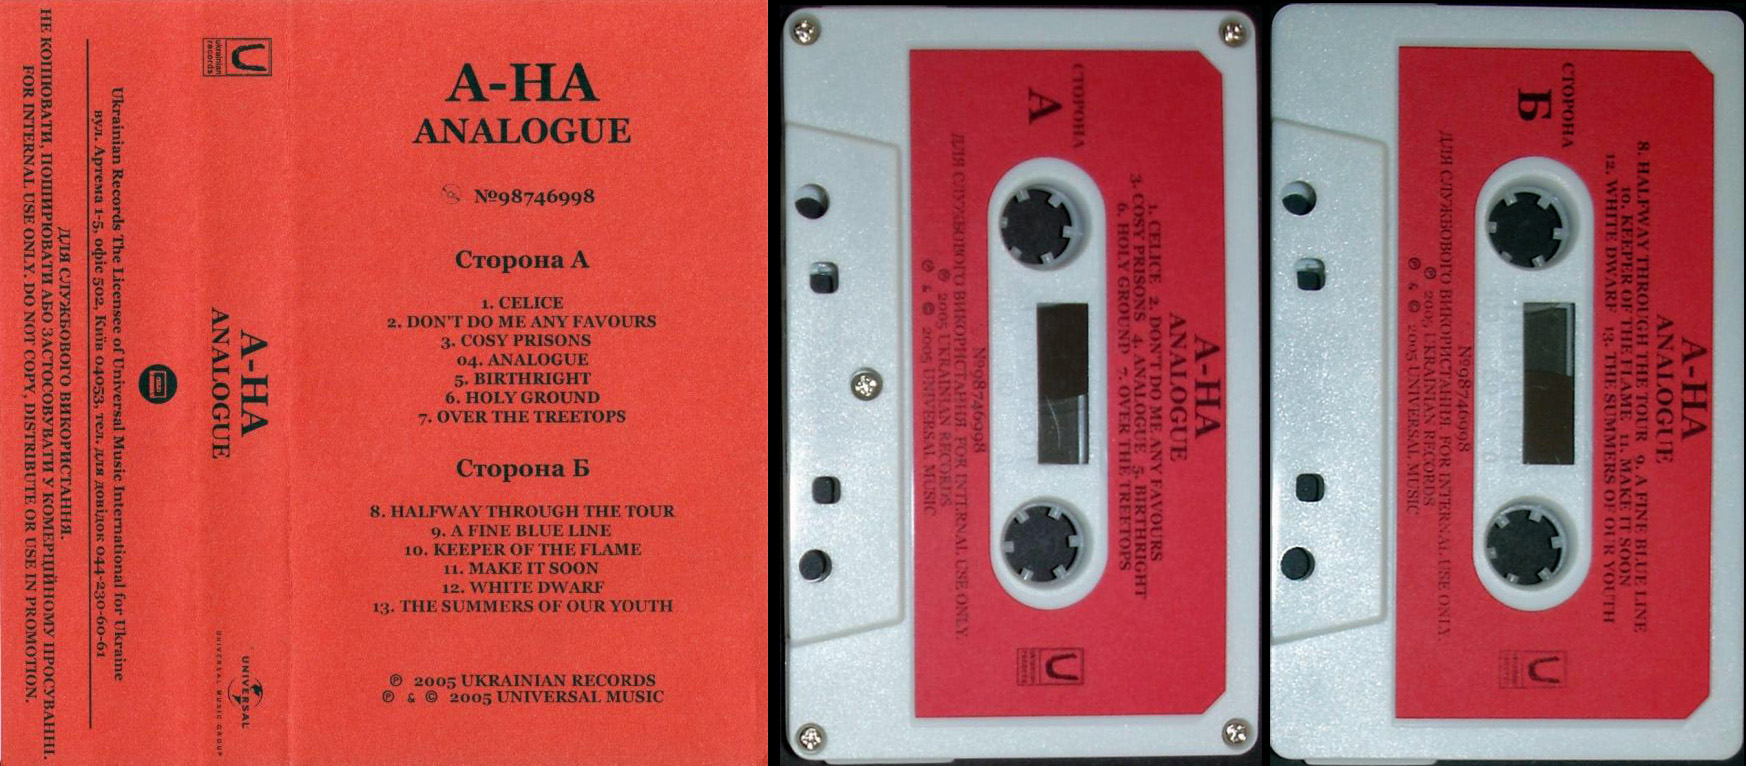 A-HA
ANALOGUE
№98746998
Сторона А
1. CELICE
2. DON'T DO ME ANY FAVOURS
3. COSY PRISONS
04. ANALOGUE
5. BIRTHRIGHT
6. HOLY GROUND
7. OVER THE TREETOPS
Сторона Б
8. HALFWAY THROUGH THE TOUR
9. A FINE BLUE LINE
10. KEEPER OF THE FLAME
11. MAKE IT SOON
12. WHITE DWARF
13. THE SUMMERS OF OUR YOUTH
℗ 2005 UKRAINIAN RECORDS
℗ & © 2005 UNIVERSAL MUSIC
U
ukrainian
records
A-HA
ANALOGUE
UNIVERSAL
UNIVERSAL MUSIC GROUP
Ukrainian Records The Licensee of Universal Music International for Ukraine
вул. Артема 1-5, офіс 502, Київ 04053, тел. для довідок 044-230-60-61
ДЛЯ СЛУЖБОВОГО ВИКОРИСТАННЯ.
НЕ КОПІЮВАТИ, ПОШИРЮВАТИ АБО ЗАСТОСОВУВАТИ У КОМЕРЦІЙНОМУ ПРОСУВАННІ.
FOR INTERNAL USE ONLY. DO NOT COPY, DISTRIBUTE OR USE IN PROMOTION.
СТОРОНА
А
A-HA
ANALOGUE
1. CELICE 2. DON'T DO ME ANY FAVOURS
3. COSY PRISONS 4. ANALOGUE 5. BIRTHRIGHT
6. HOLY GROUND 7. OVER THE TREETOPS
№98746998
ДЛЯ СЛУЖБОВОГО ВИКОРИСТАННЯ FOR INTERNAL USE ONLY.
℗ 2005 UKRAINIAN RECORDS
℗ & © 2005 UNIVERSAL MUSIC
U
ukrainian
records
СТОРОНА
Б
A-HA
ANALOGUE
8. HALFWAY THROUGH THE TOUR 9. A FINE BLUE LINE
10. KEEPER OF THE FLAME 11. MAKE IT SOON
12. WHITE DWARF 13. THE SUMMERS OF OUR YOUTH
№98746998
ДЛЯ СЛУЖБОВОГО ВИКОРИСТАННЯ FOR INTERNAL USE ONLY.
℗ 2005 UKRAINIAN RECORDS
℗ & © 2005 UNIVERSAL MUSIC
U